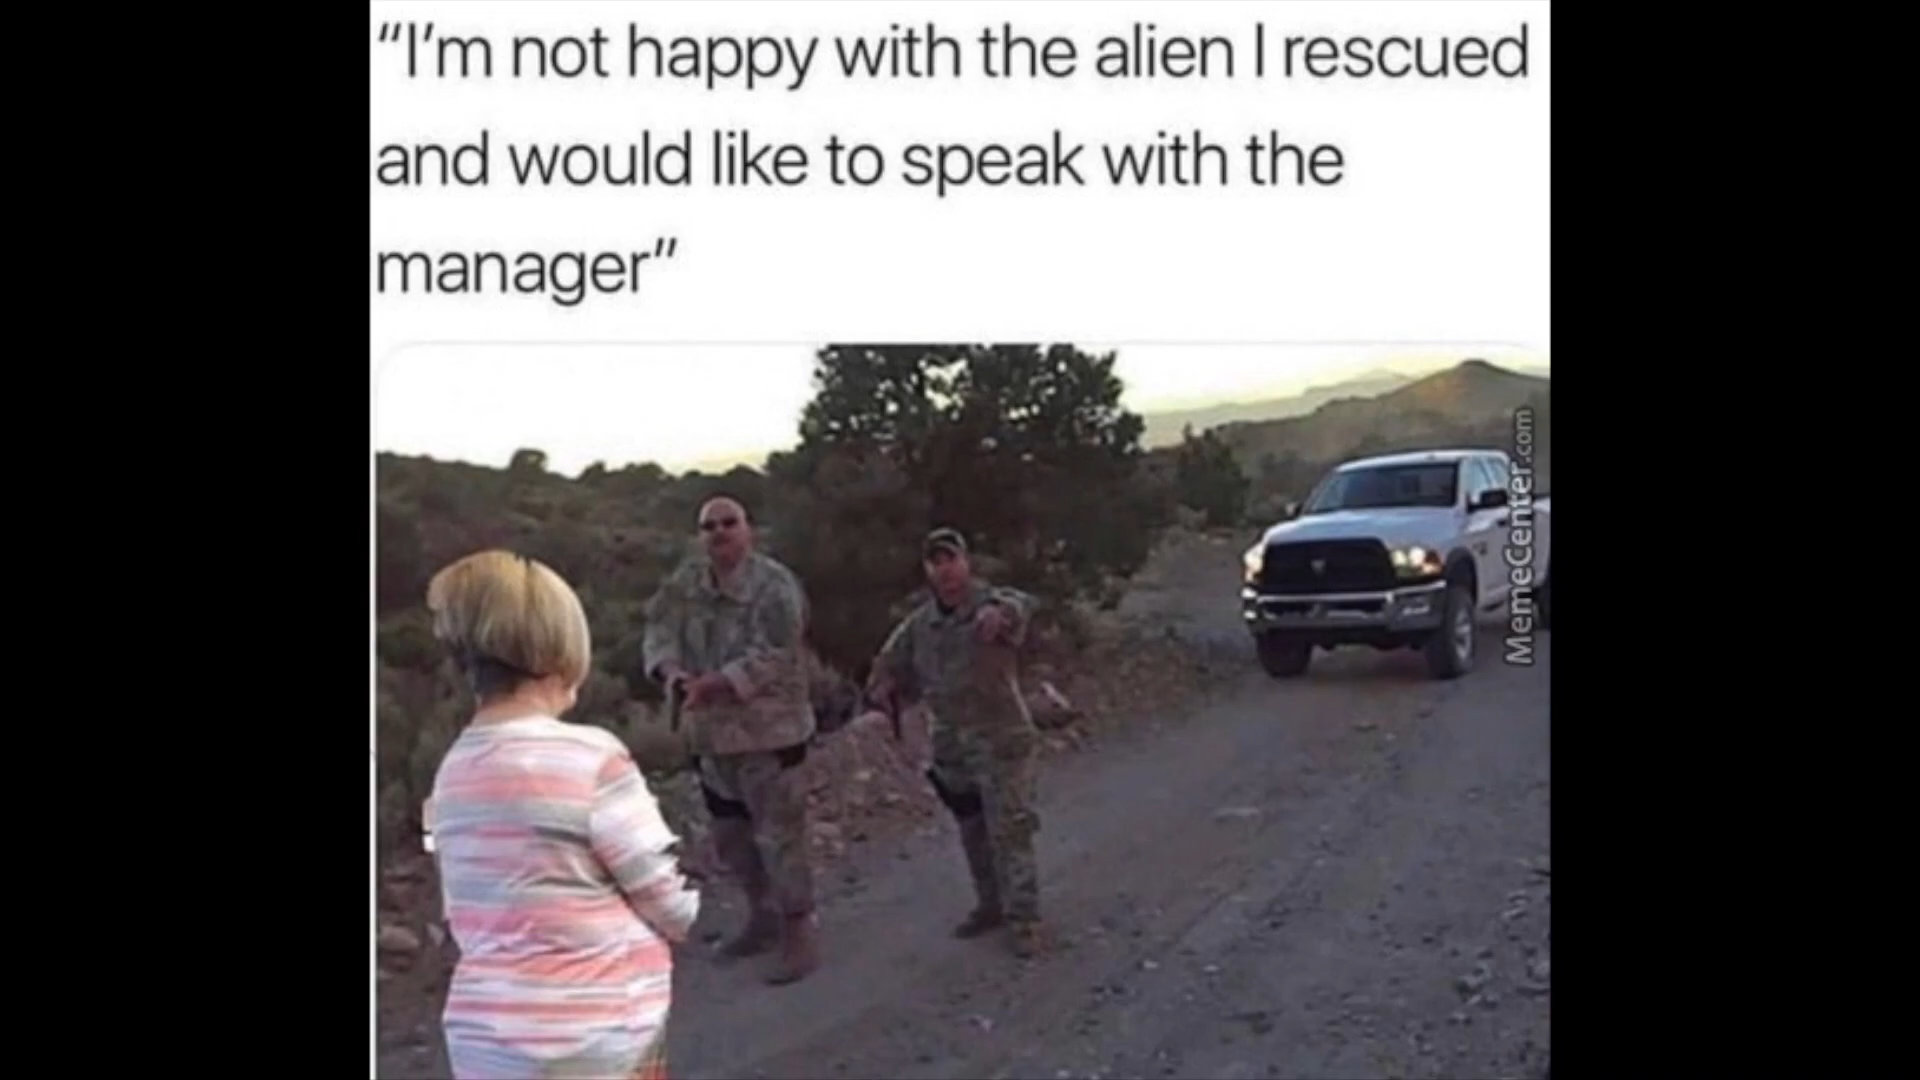 “I’m not happy with the alien I rescued
and would like to speak with the
manager”
MemeCenter.com